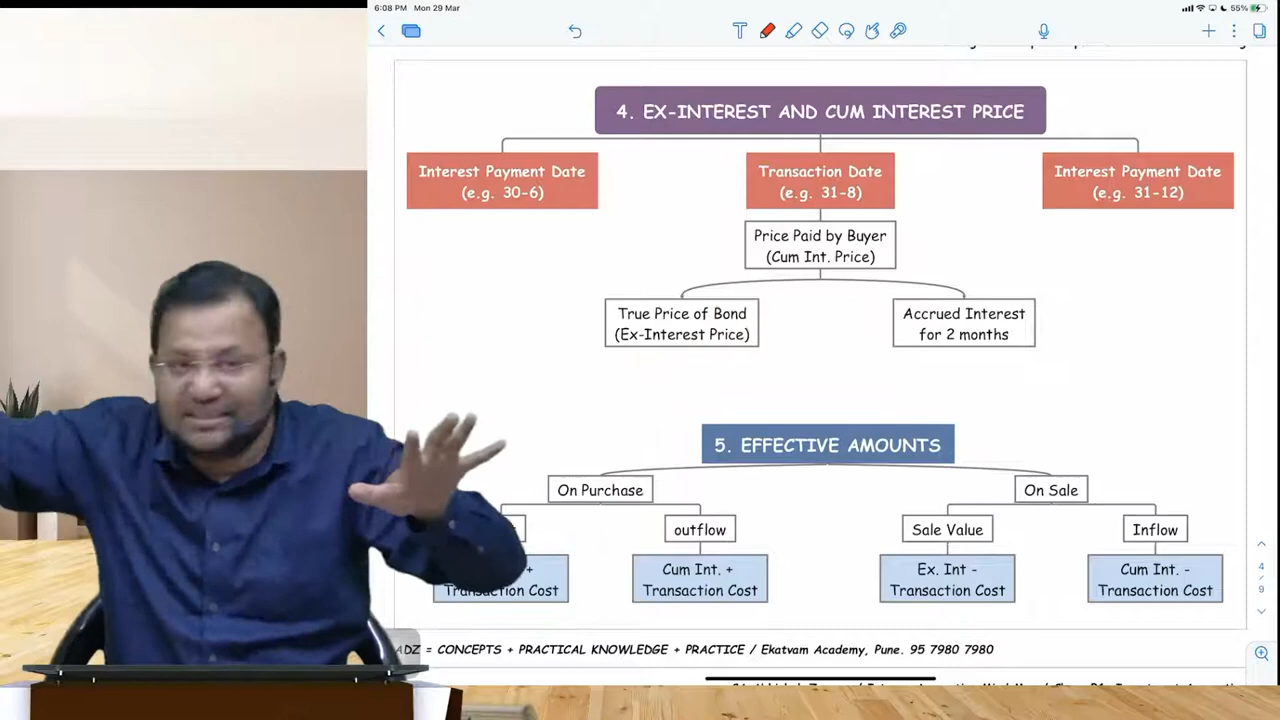 6:08 PM Mon 29 Mar
55%
4. EX-INTEREST AND CUM INTEREST PRICE
Interest Payment Date
(e.g. 30-6)
Transaction Date
(e.g. 31-8)
Interest Payment Date
(e.g. 31-12)
Price Paid by Buyer
(Cum Int. Price)
True Price of Bond
(Ex-Interest Price)
Accrued Interest
for 2 months
5. EFFECTIVE AMOUNTS
On Purchase
On Sale
outflow
Sale Value
Inflow
+
Transaction Cost
Cum Int. +
Transaction Cost
Ex. Int -
Transaction Cost
Cum Int. -
Transaction Cost
4
/
9
ADZ = CONCEPTS + PRACTICAL KNOWLEDGE + PRACTICE / Ekatvam Academy, Pune. 95 7980 7980